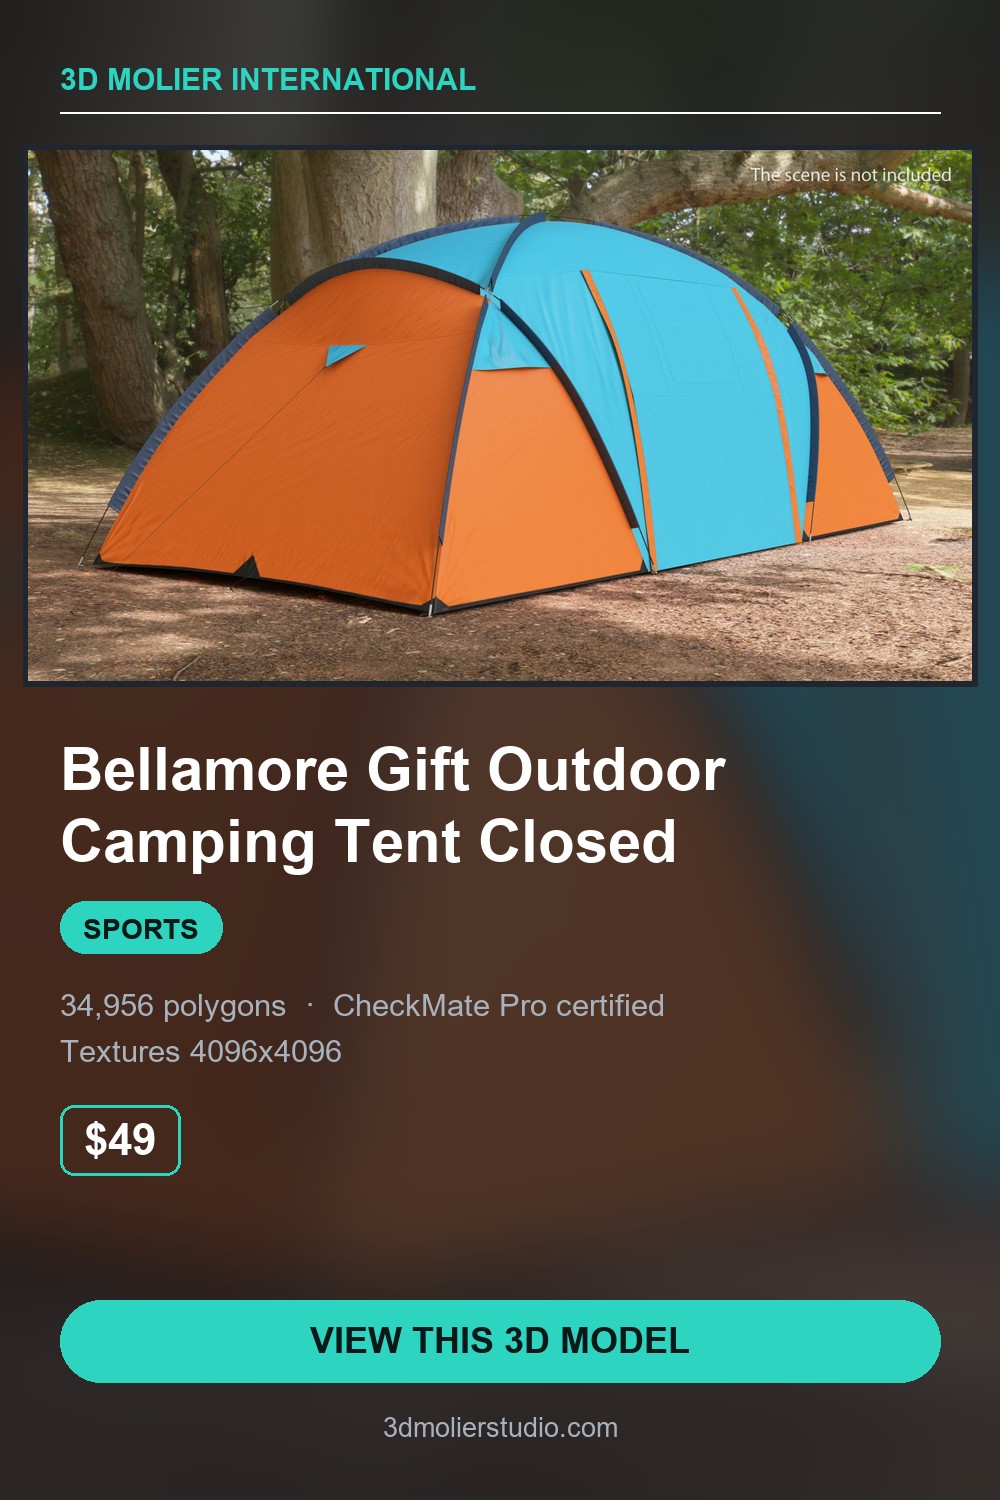 3D MOLIER INTERNATIONAL
The scene is not included
Bellamore Gift Outdoor
Camping Tent Closed
SPORTS
34,956 polygons · CheckMate Pro certified
Textures 4096x4096
$49
VIEW THIS 3D MODEL
3dmolierstudio.com